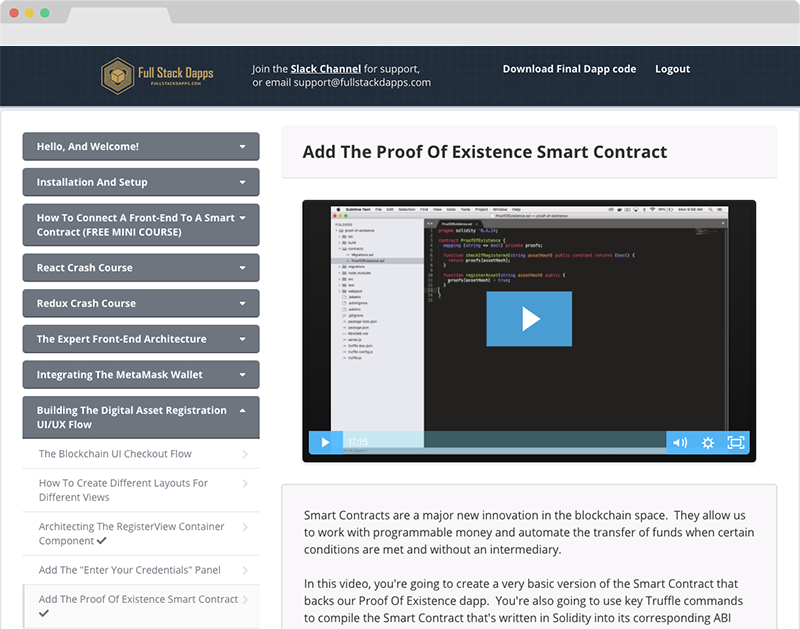 Full Stack Dapps
FULLSTACKDAPPS.COM
Join the Slack Channel for support,
or email support@fullstackdapps.com
Download Final Dapp code
Logout
Hello, And Welcome!
Installation And Setup
How To Connect A Front-End To A Smart
Contract (FREE MINI COURSE)
React Crash Course
Redux Crash Course
The Expert Front-End Architecture
Integrating The MetaMask Wallet
Building The Digital Asset Registration
UI/UX Flow
The Blockchain UI Checkout Flow
How To Create Different Layouts For
Different Views
Architecting The RegisterView Container
Component
Add The "Enter Your Credentials" Panel
Add The Proof Of Existence Smart Contract
Add The Proof Of Existence Smart Contract
pragma solidity ^0.4.24;
contract ProofOfExistence {
mapping (string => bool) private proofs;
function checkIfRegistered(string assetHash) public constant returns (bool) {
return proofs[assetHash];
}
function registerAsset(string assetHash) public {
proofs[assetHash] = true;
}
}
17:15
Smart Contracts are a major new innovation in the blockchain space. They allow us
to work with programmable money and automate the transfer of funds when certain
conditions are met and without an intermediary.
In this video, you're going to create a very basic version of the Smart Contract that
backs our Proof Of Existence dapp. You're also going to use key Truffle commands
to compile the Smart Contract that's written in Solidity into its corresponding ABI